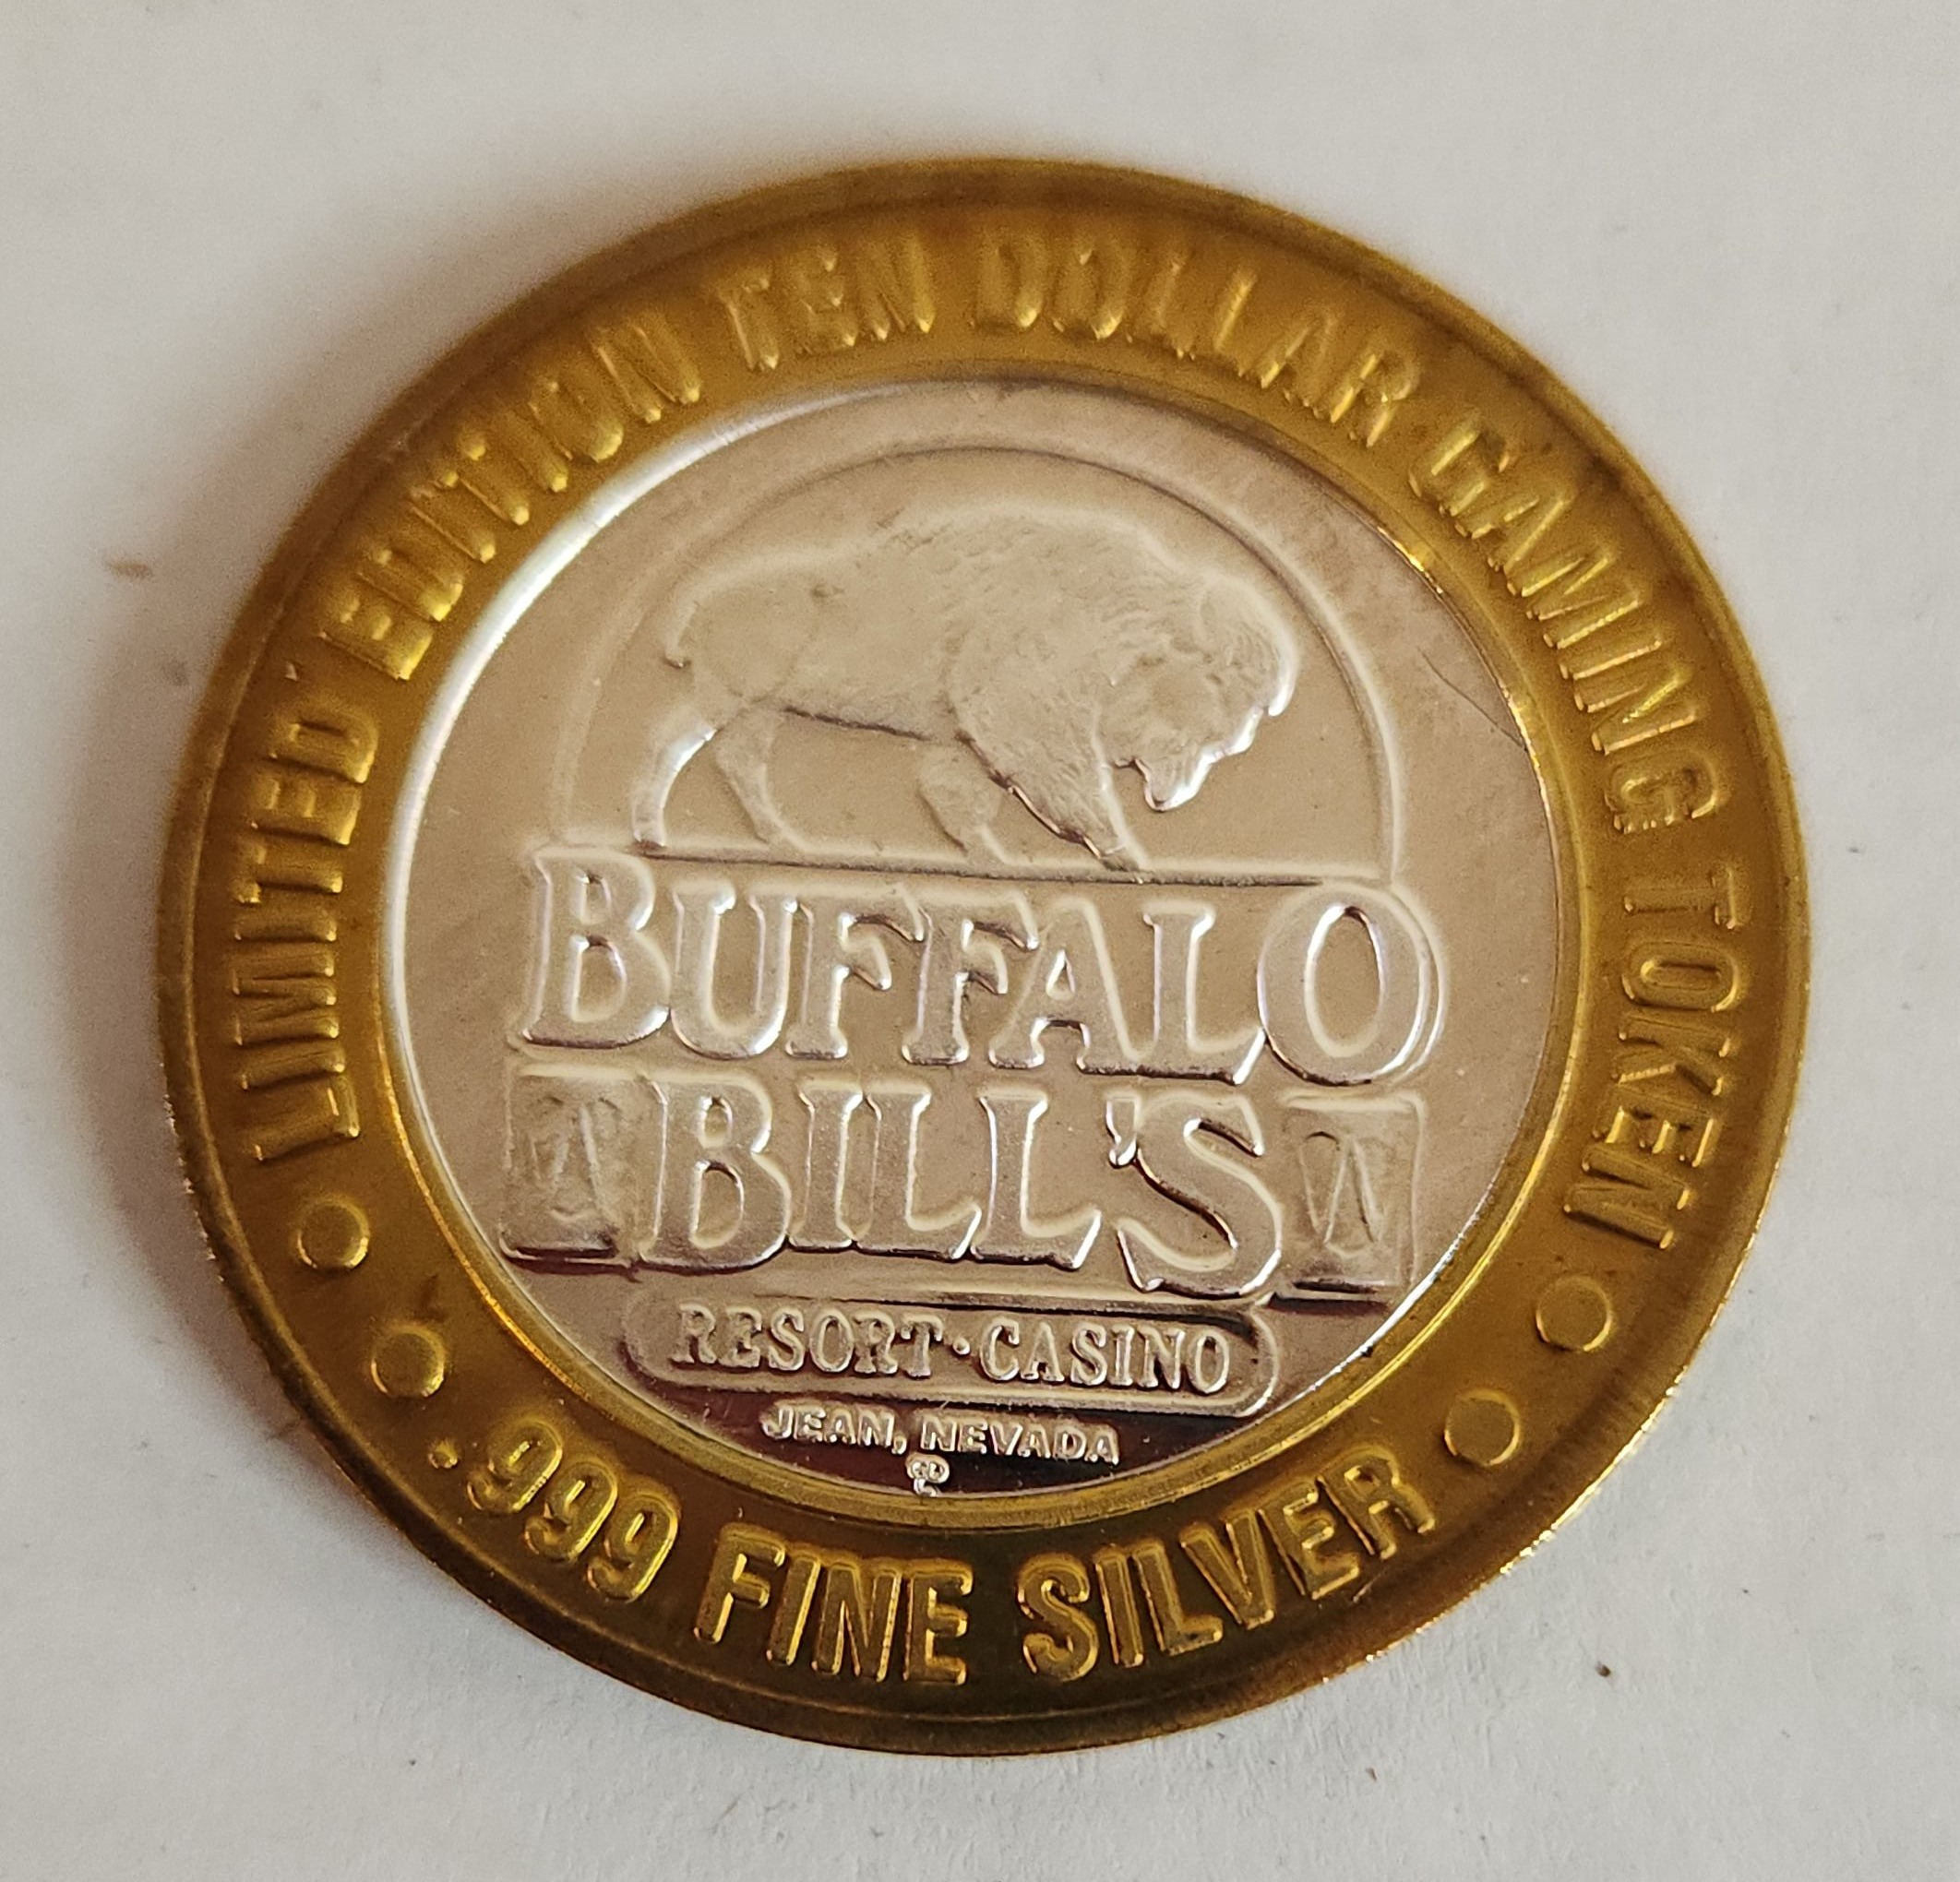 LIMITED EDITION TEN DOLLAR GAMING TOKEN
BUFFALO
BILL'S
RESORT·CASINO
JEAN, NEVADA
.999 FINE SILVER